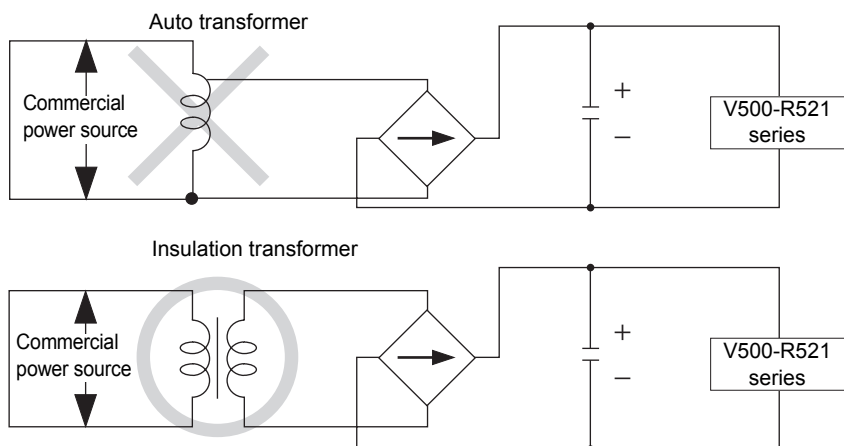 Auto transformer
Commercial
power source
+
−
V500-R521
series
Insulation transformer
Commercial
power source
+
−
V500-R521
series